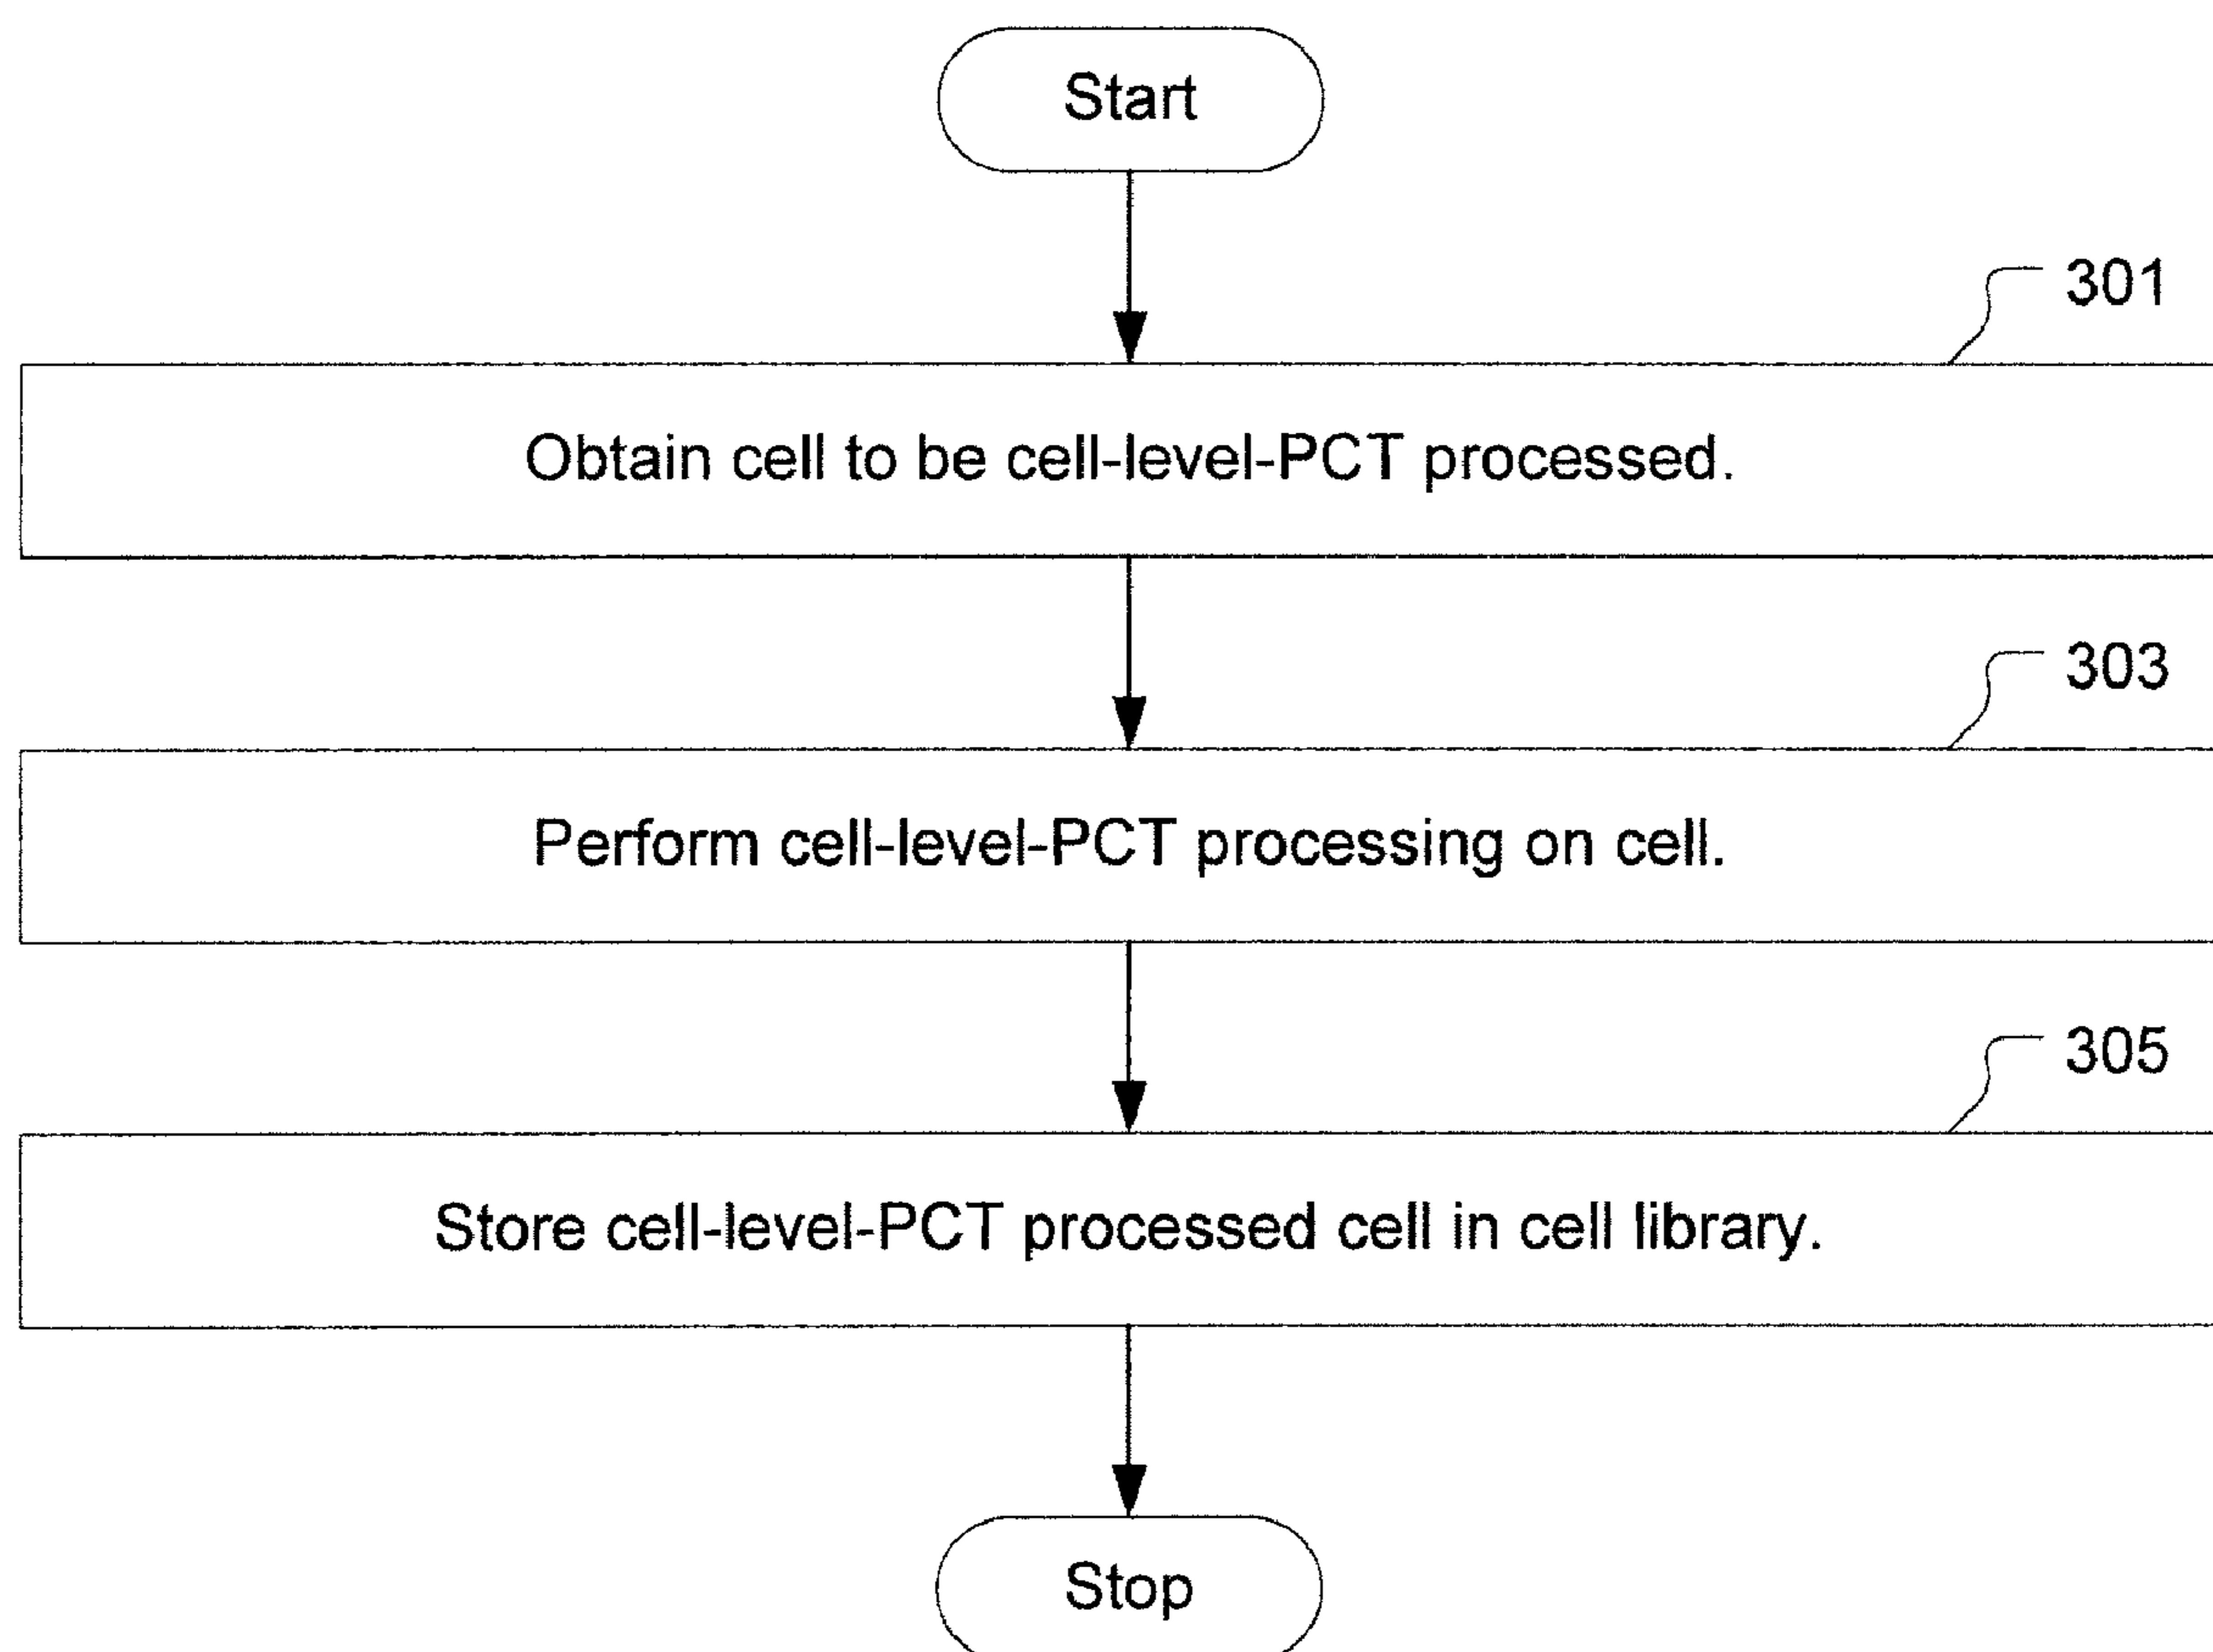 Start
301
Obtain cell to be cell-level-PCT processed.
303
Perform cell-level-PCT processing on cell.
305
Store cell-level-PCT processed cell in cell library.
Stop